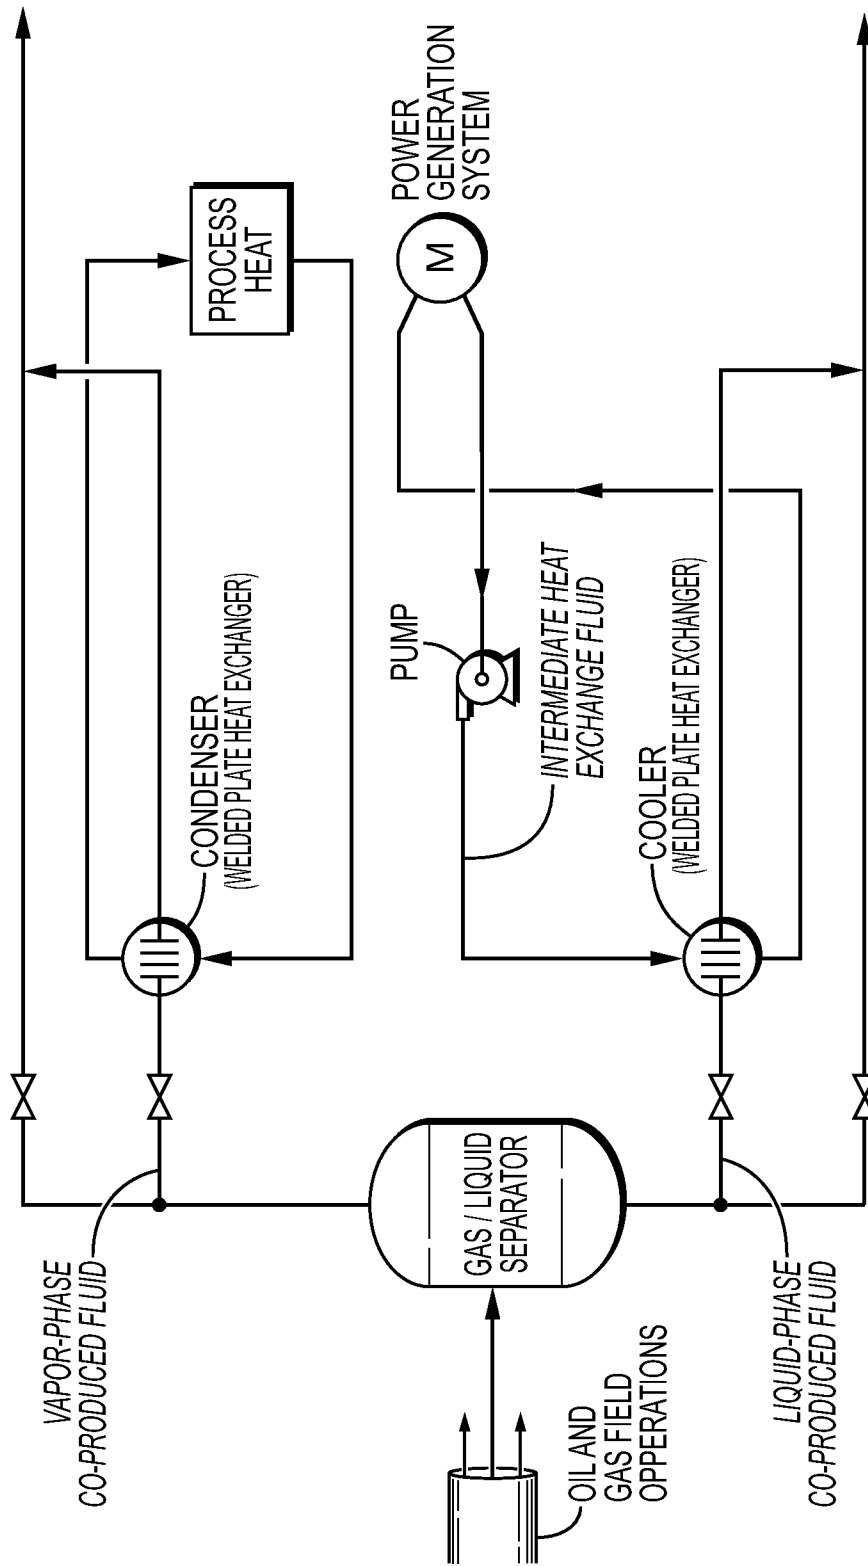 VAPOR-PHASE
CO-PRODUCED FLUID
CONDENSER
(WELDED PLATE HEAT EXCHANGER)
PROCESS
HEAT
POWER
GENERATION
SYSTEM
M
PUMP
GAS / LIQUID
SEPARATOR
INTERMEDIATE HEAT
EXCHANGE FLUID
OIL AND
GAS FIELD
OPPERATIONS
COOLER
(WELDED PLATE HEAT EXCHANGER)
LIQUID-PHASE
CO-PRODUCED FLUID